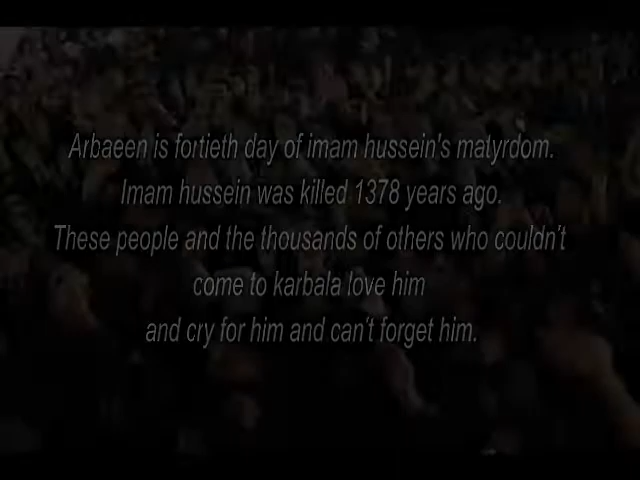 Arbaeen is fortieth day of imam hussein's matyrdom.
Imam hussein was killed 1378 years ago.
These people and the thousands of others who couldn't
come to karbala love him
and cry for him and can't forget him.